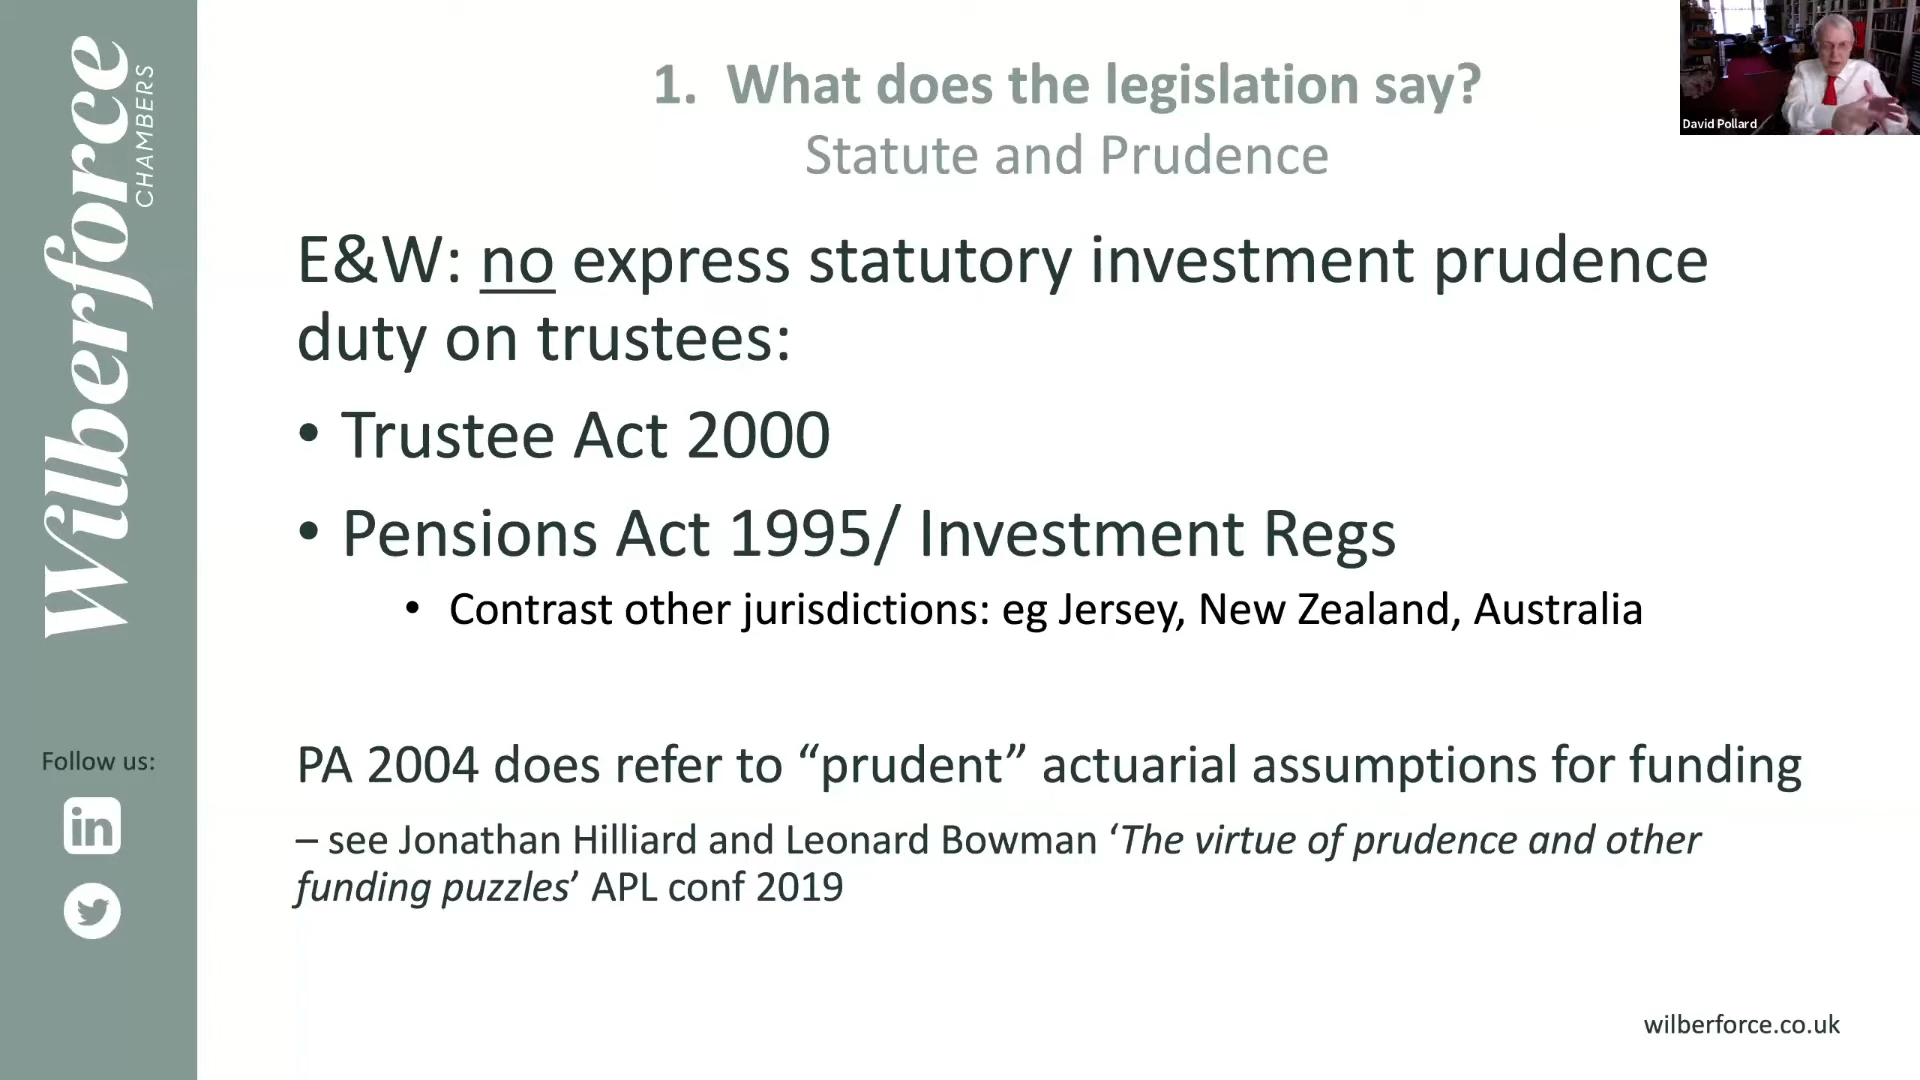 Wilberforce
CHAMBERS
1. What does the legislation say?
Statute and Prudence
David Pollard
E&W: no express statutory investment prudence
duty on trustees:
• Trustee Act 2000
• Pensions Act 1995/ Investment Regs
• Contrast other jurisdictions: eg Jersey, New Zealand, Australia
PA 2004 does refer to “prudent” actuarial assumptions for funding
– see Jonathan Hilliard and Leonard Bowman ‘The virtue of prudence and other
funding puzzles’ APL conf 2019
Follow us:
in
wilberforce.co.uk